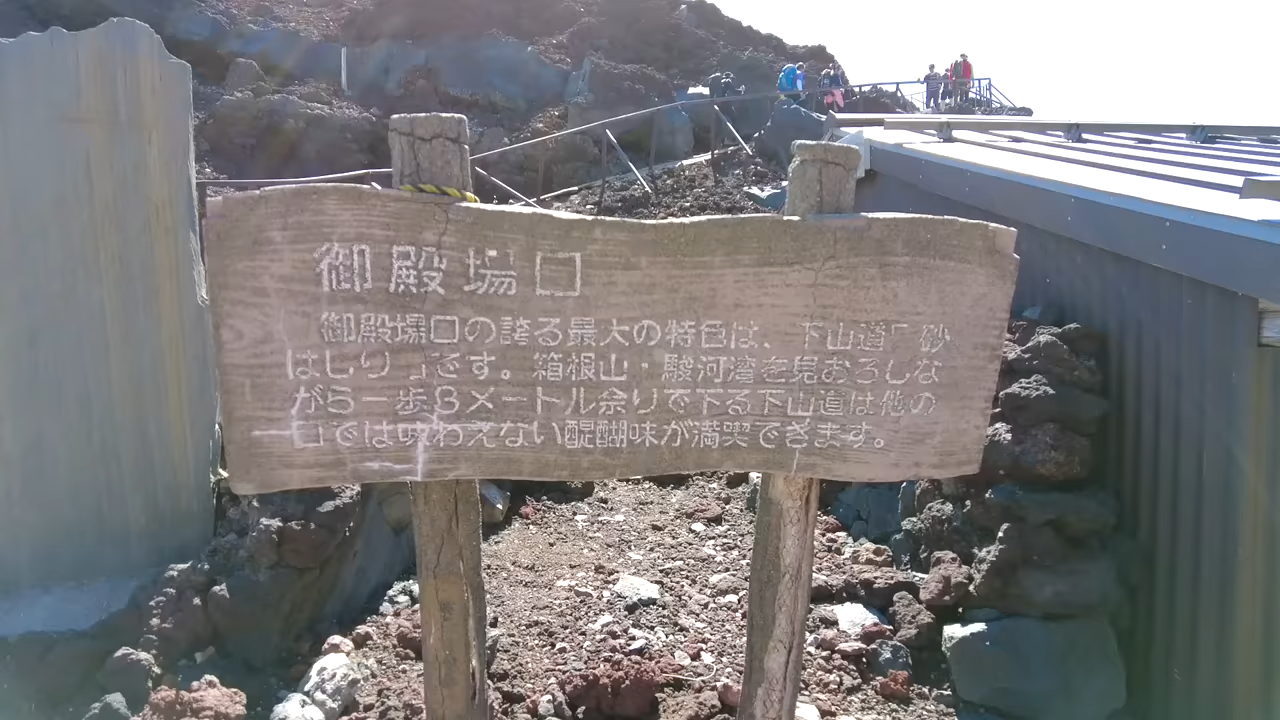 御殿場口
御殿場口の誇る最大の特色は、下山道「砂
はしり」です。箱根山・駿河湾を見おろしな
がら一歩3メートル余りで下る下山道は他の
口では味わえない醍醐味が満喫できます。